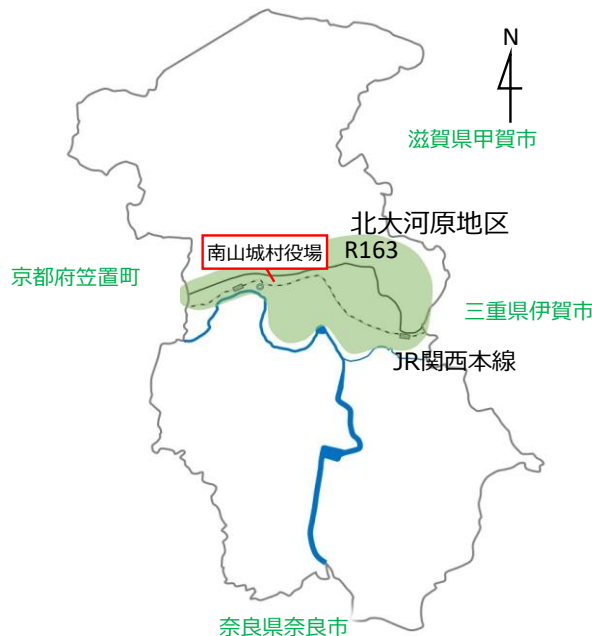 N
滋賀県甲賀市
北大河原地区
南山城村役場
R163
京都府笠置町
三重県伊賀市
JR関西本線
奈良県奈良市